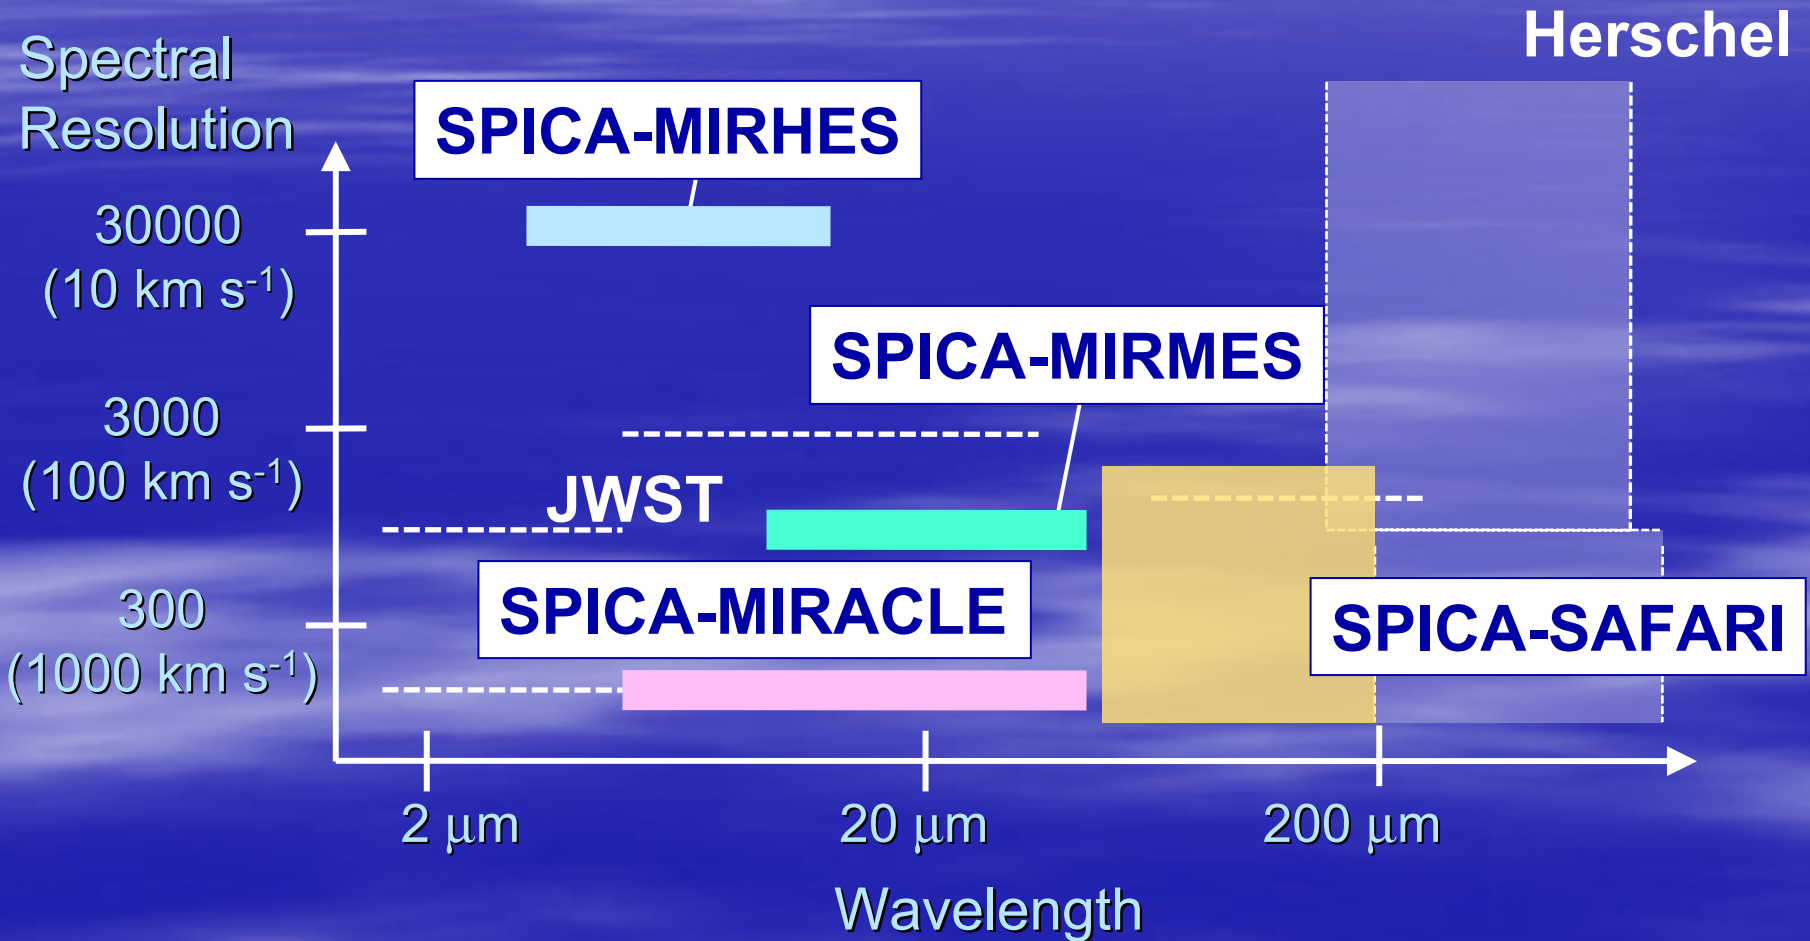 Herschel
Spectral
Resolution
SPICA-MIRHES
30000
(10 km s-1)
SPICA-MIRMES
3000
(100 km s-1)
JWST
SPICA-MIRACLE
300
(1000 km s-1)
SPICA-SAFARI
2 μm
20 μm
200 μm
Wavelength